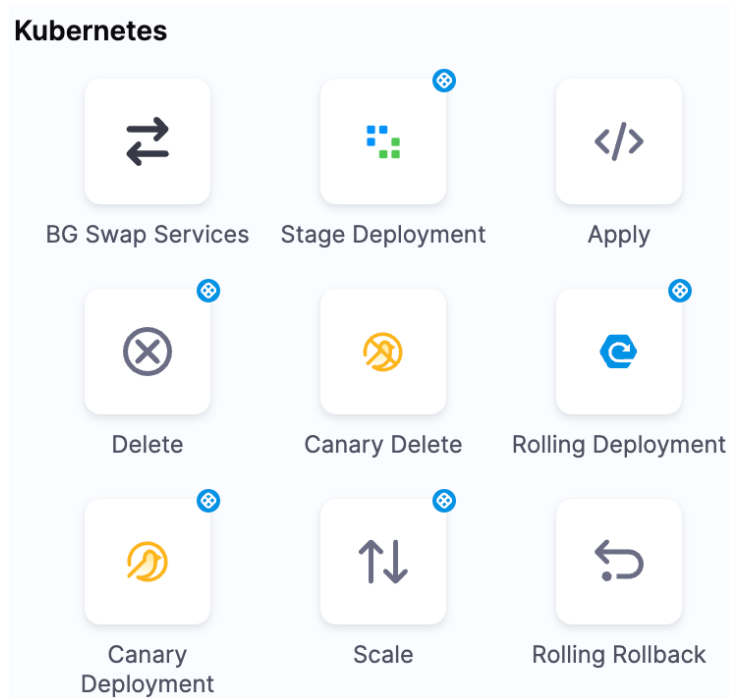 Kubernetes
BG Swap Services
Stage Deployment
Apply
Delete
Canary Delete
Rolling Deployment
Canary
Deployment
Scale
Rolling Rollback